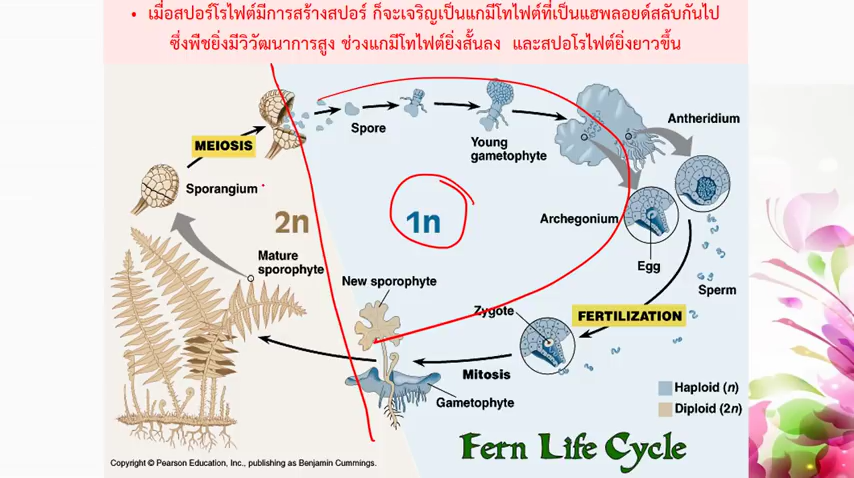 • เมื่อสปอร์โรไฟต์มีการสร้างสปอร์ ก็จะเจริญเป็นแกมีโทไฟต์ที่เป็นแฮพลอยด์สลับกันไป
ซึ่งพืชยิ่งมีวิวัฒนาการสูง ช่วงแกมีโทไฟต์ยิ่งสั้นลง และสปอโรไฟต์ยิ่งยาวขึ้น
Spore
Antheridium
MEIOSIS
Young
gametophyte
Sporangium
2n
1n
Archegonium
Mature
sporophyte
Egg
New sporophyte
Sperm
Zygote
FERTILIZATION
Mitosis
Haploid (n)
Gametophyte
Diploid (2n)
Fern Life Cycle
Copyright © Pearson Education, Inc., publishing as Benjamin Cummings.